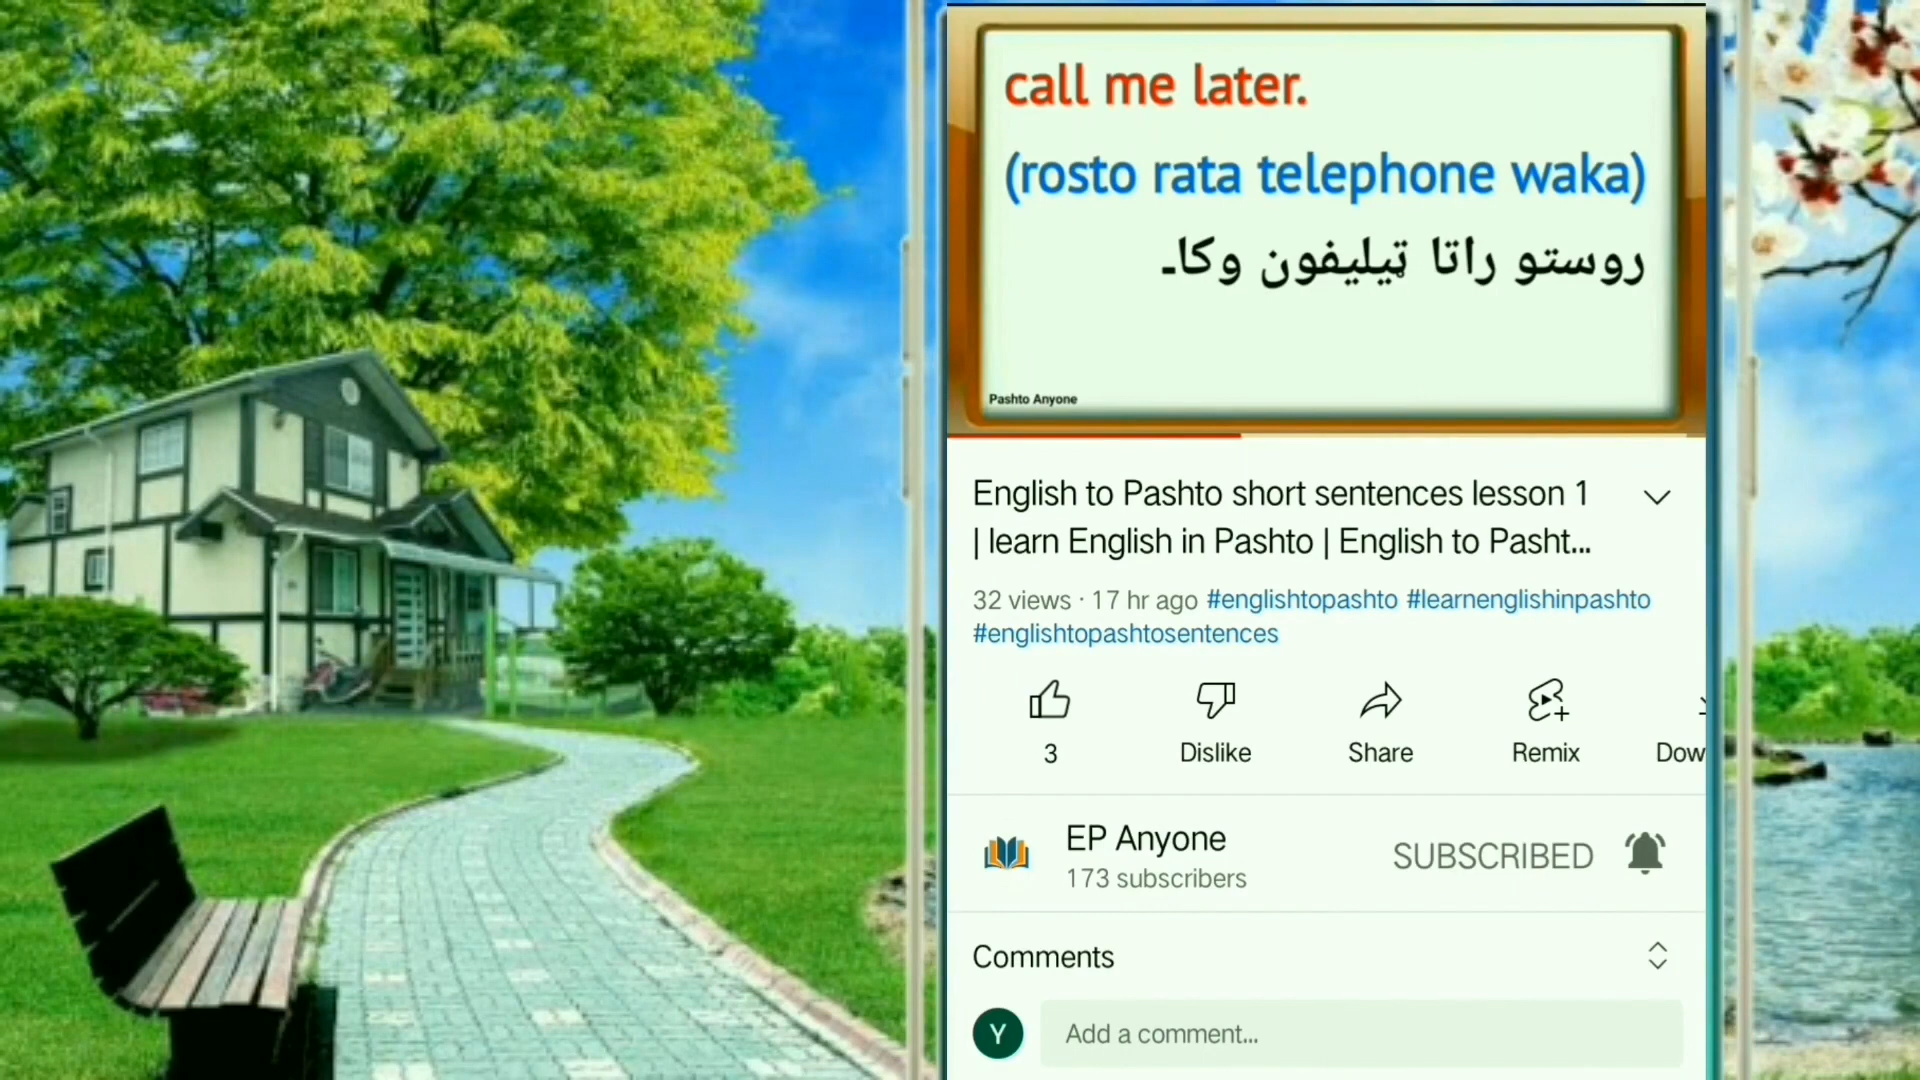 call me later.
(rosto rata telephone waka)
روستو راتا ټیلیفون وکا۔
Pashto Anyone
English to Pashto short sentences lesson 1
| learn English in Pashto | English to Pasht...
32 views · 17 hr ago #englishtopashto #learnenglishinpashto
#englishtopashtosentences
3 Dislike Share Remix Dow
EP Anyone
173 subscribers
SUBSCRIBED
Comments
Y
Add a comment...